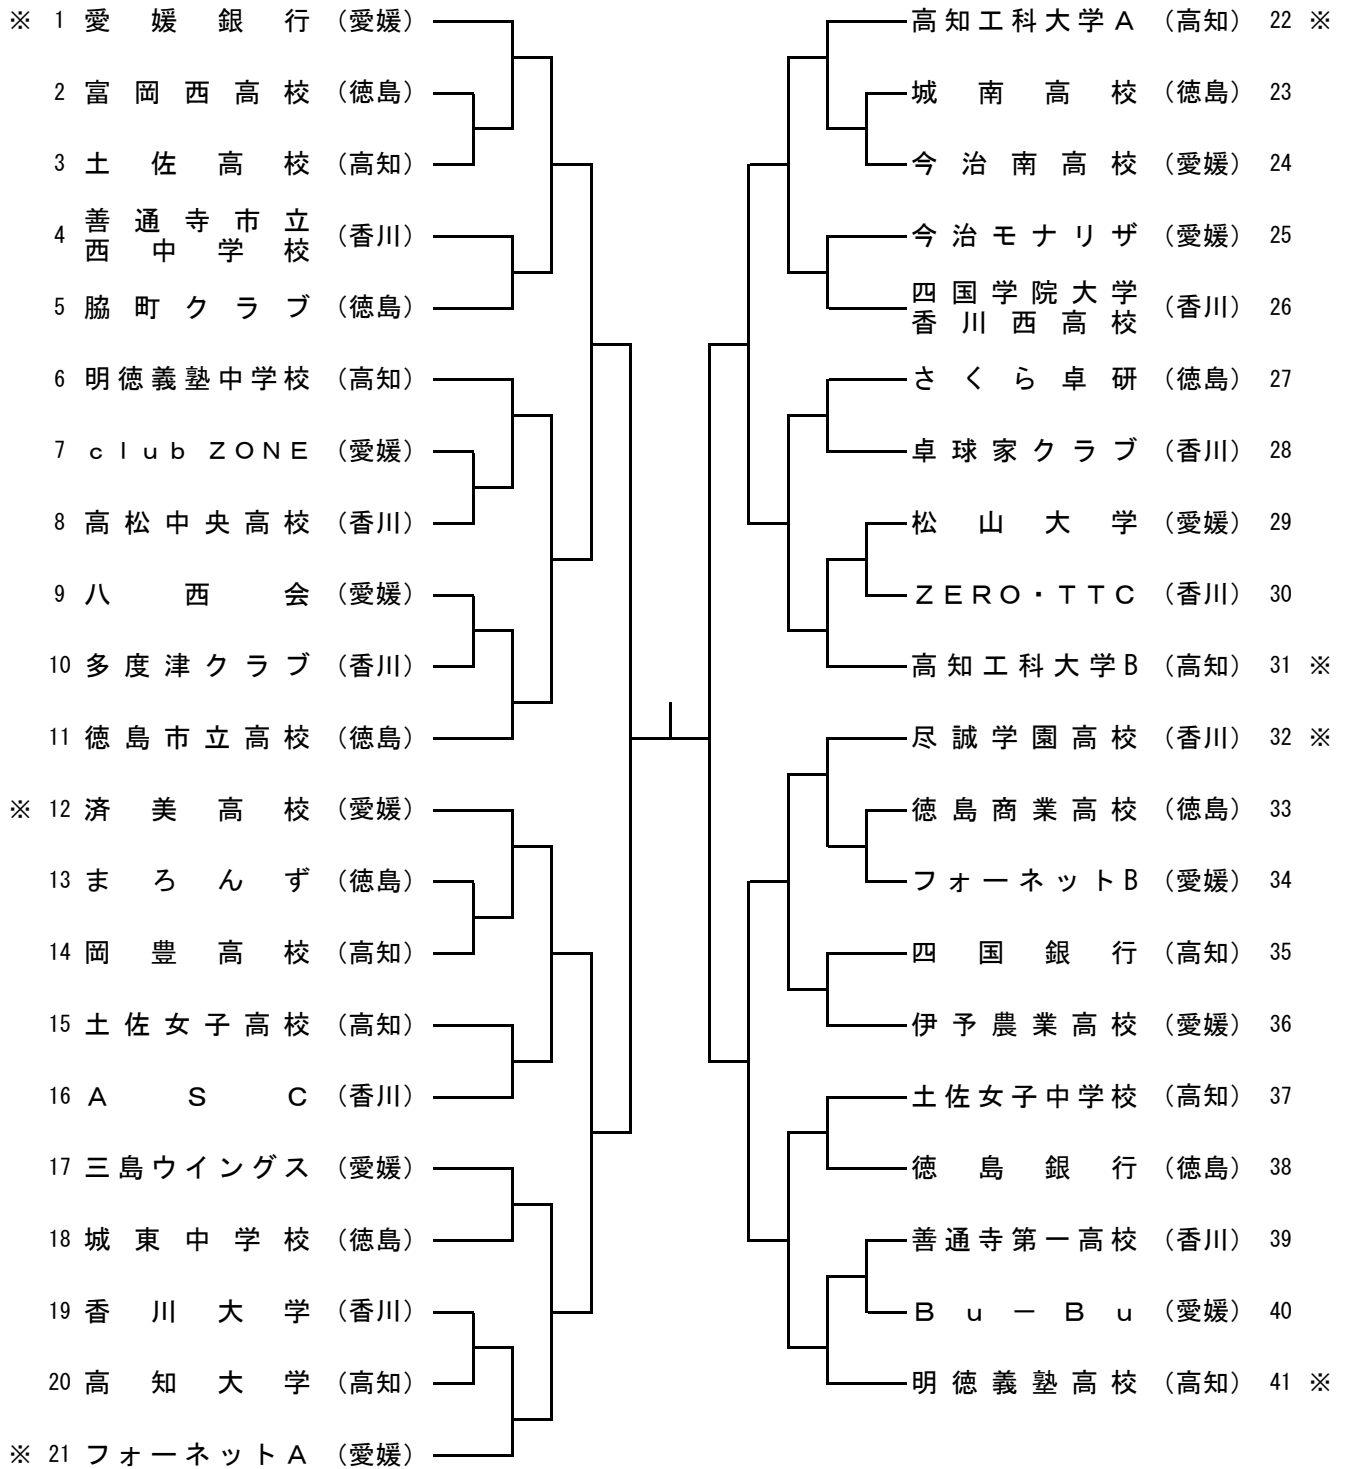 ※ 1 愛媛銀行 (愛媛)
2 富岡西高校 (徳島)
3 土佐高校 (高知)
4 善通寺市立
西中学校 (香川)
5 脇町クラブ (徳島)
6 明徳義塾中学校 (高知)
7 club ZONE (愛媛)
8 高松中央高校 (香川)
9 八西会 (愛媛)
10 多度津クラブ (香川)
11 徳島市立高校 (徳島)
※ 12 済美高校 (愛媛)
13 まろんず (徳島)
14 岡豊高校 (高知)
15 土佐女子高校 (高知)
16 ASC (香川)
17 三島ウイングス (愛媛)
18 城東中学校 (徳島)
19 香川大学 (香川)
20 高知大学 (高知)
※ 21 フォーネットA (愛媛)
高知工科大学A (高知) 22 ※
城南高校 (徳島) 23
今治南高校 (愛媛) 24
今治モナリザ (愛媛) 25
四国学院大学
香川西高校 (香川) 26
さくら卓研 (徳島) 27
卓球家クラブ (香川) 28
松山大学 (愛媛) 29
ZERO・TTC (香川) 30
高知工科大学B (高知) 31 ※
尽誠学園高校 (香川) 32 ※
徳島商業高校 (徳島) 33
フォーネットB (愛媛) 34
四国銀行 (高知) 35
伊予農業高校 (愛媛) 36
土佐女子中学校 (高知) 37
徳島銀行 (徳島) 38
善通寺第一高校 (香川) 39
Bu－Bu (愛媛) 40
明徳義塾高校 (高知) 41 ※